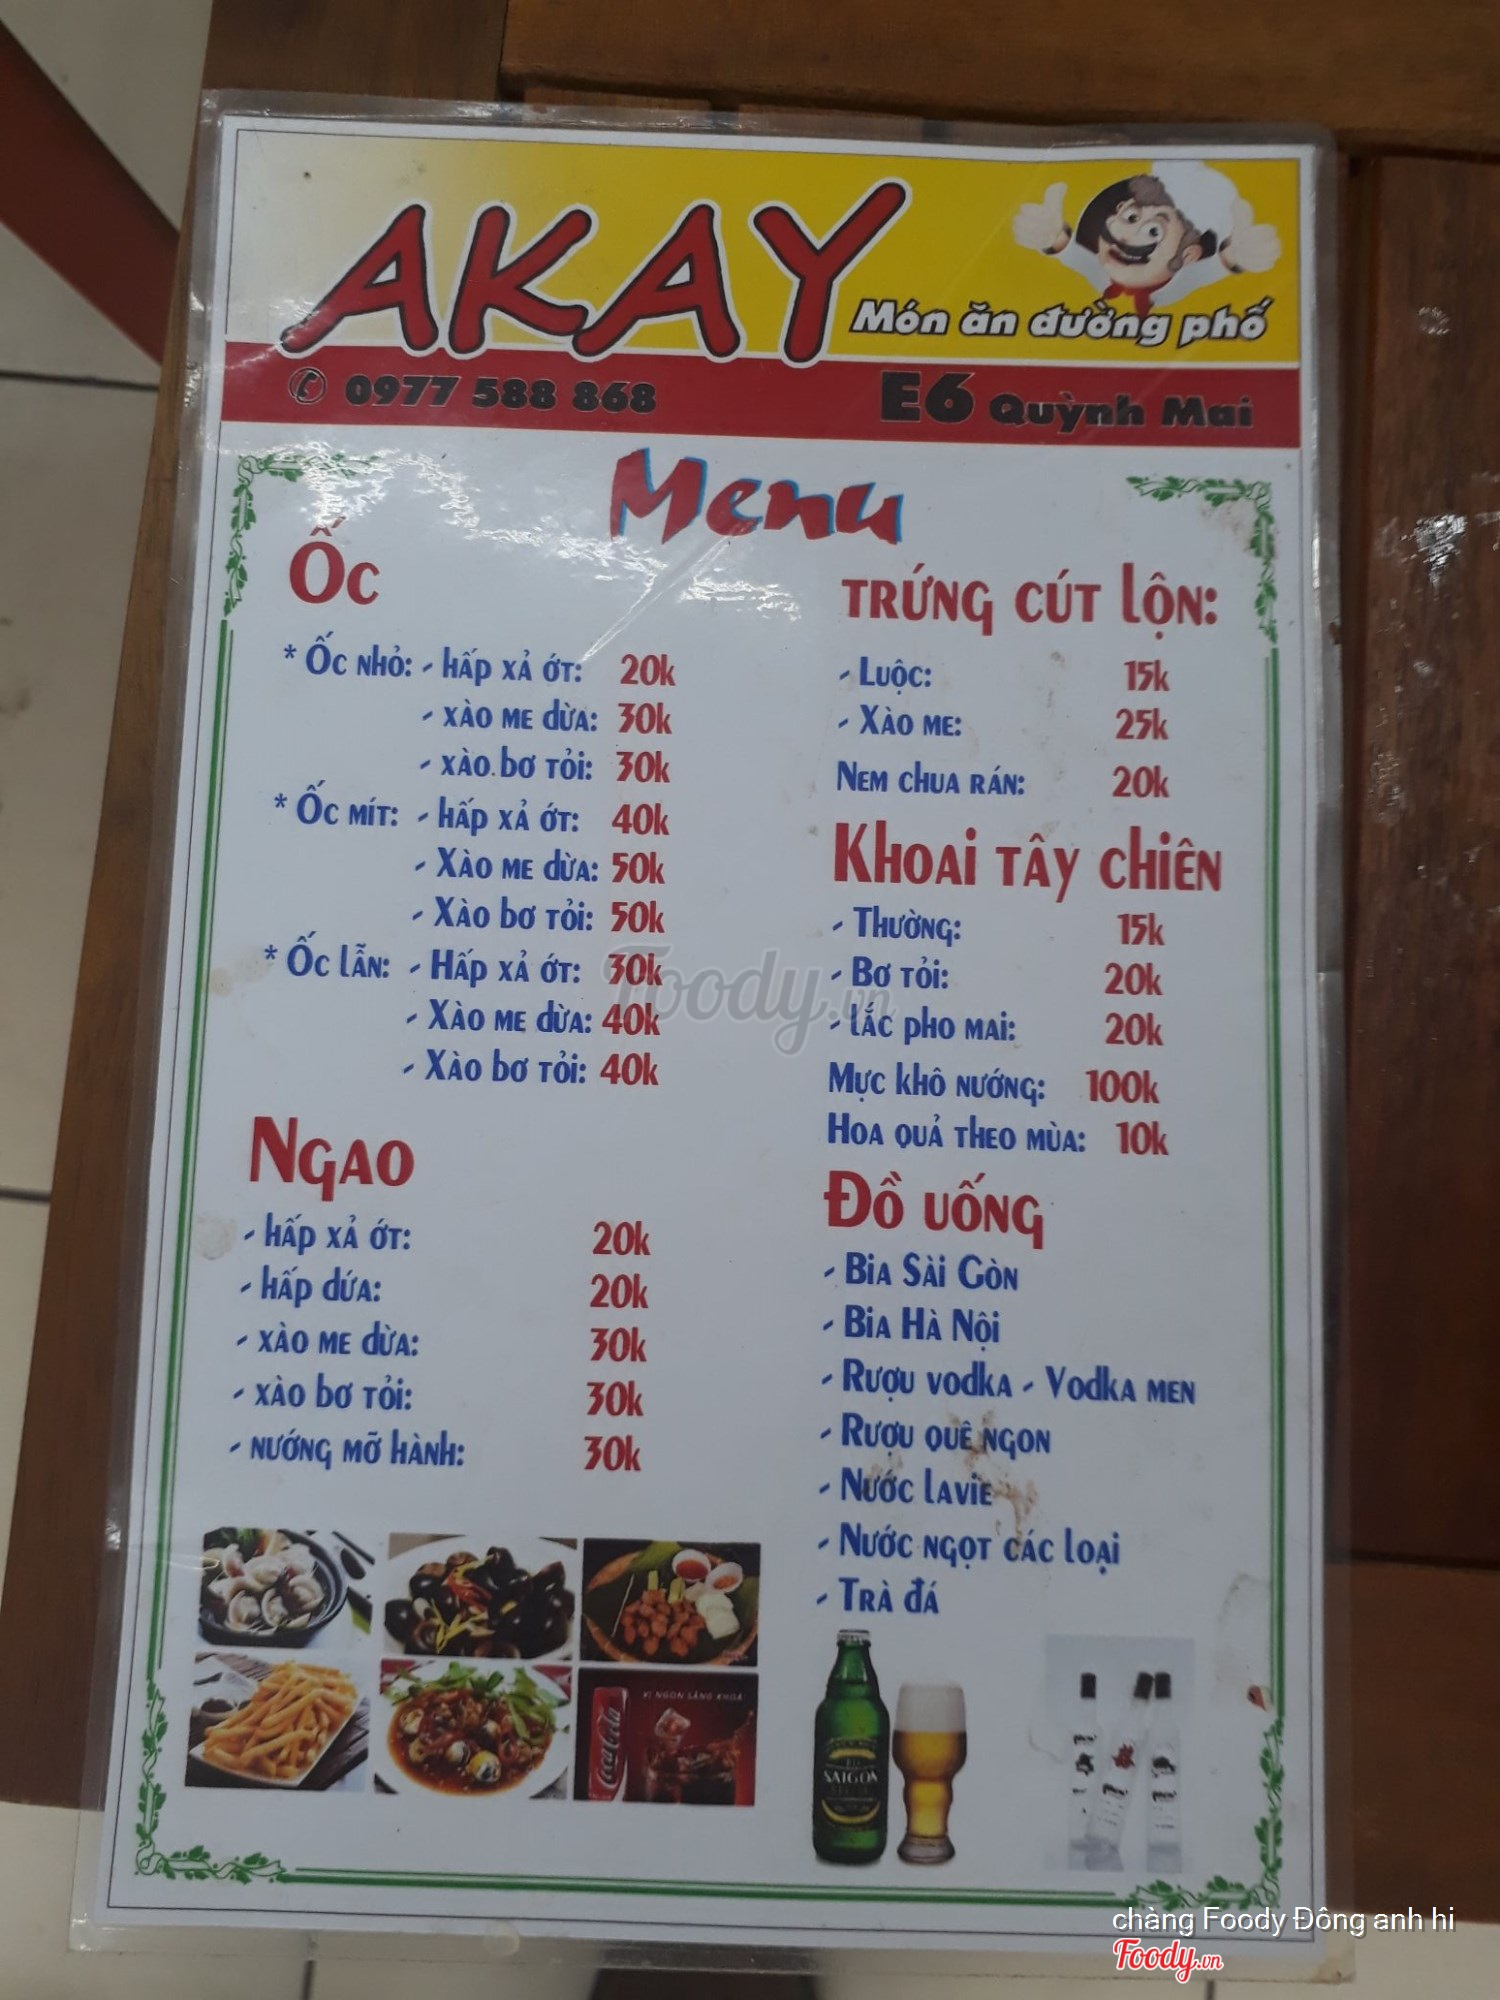 AKAY
Món ăn đường phố
0977 588 868
E6 Quỳnh Mai
Menu
Ốc
* Ốc nhỏ: - hấp xả ớt: 20k
- xào me dừa: 30k
- xào bơ tỏi: 30k
* Ốc mít: - hấp xả ớt: 40k
- Xào me dừa: 50k
- Xào bơ tỏi: 50k
* Ốc lẫn: - Hấp xả ớt: 30k
- Xào me dừa: 40k
- Xào bơ tỏi: 40k
Ngao
- hấp xả ớt: 20k
- hấp dứa: 20k
- xào me dừa: 30k
- xào bơ tỏi: 30k
- nướng mỡ hành: 30k
Trứng cút lộn:
- Luộc: 15k
- Xào me: 25k
Nem chua rán: 20k
Khoai tây chiên
- Thường: 15k
- Bơ tỏi: 20k
- lắc pho mai: 20k
Mực khô nướng: 100k
Hoa quả theo mùa: 10k
Đồ uống
- Bia Sài Gòn
- Bia Hà Nội
- Rượu vodka - Vodka men
- Rượu quê ngon
- Nước lavie
- Nước ngọt các loại
- Trà đá
VỊ NGON SẢNG KHOÁI
Coca-Cola
SAIGON
Foody.vn
chàng Foody Đông anh hi
Foody.vn